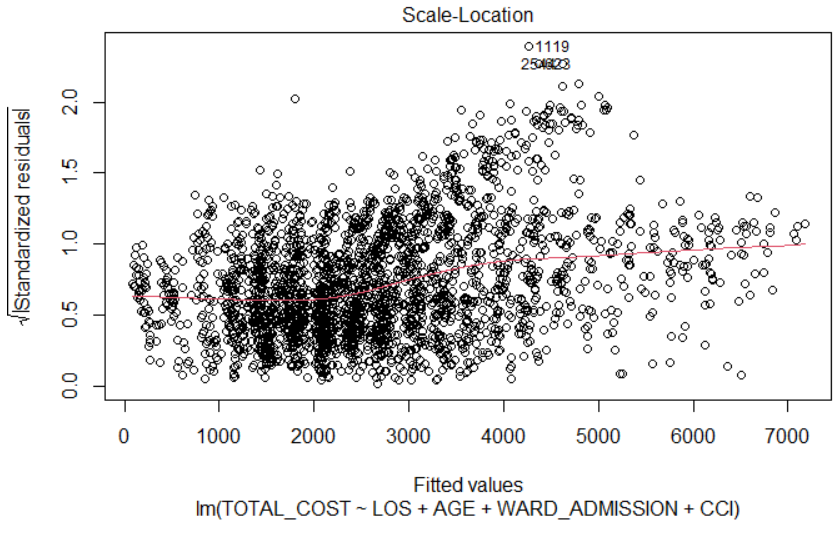 Scale-Location
√|Standardized residuals|
2.0
1.5
1.0
0.5
0.0
1119
0 1000 2000 3000 4000 5000 6000 7000
Fitted values
lm(TOTAL_COST ~ LOS + AGE + WARD_ADMISSION + CCI)